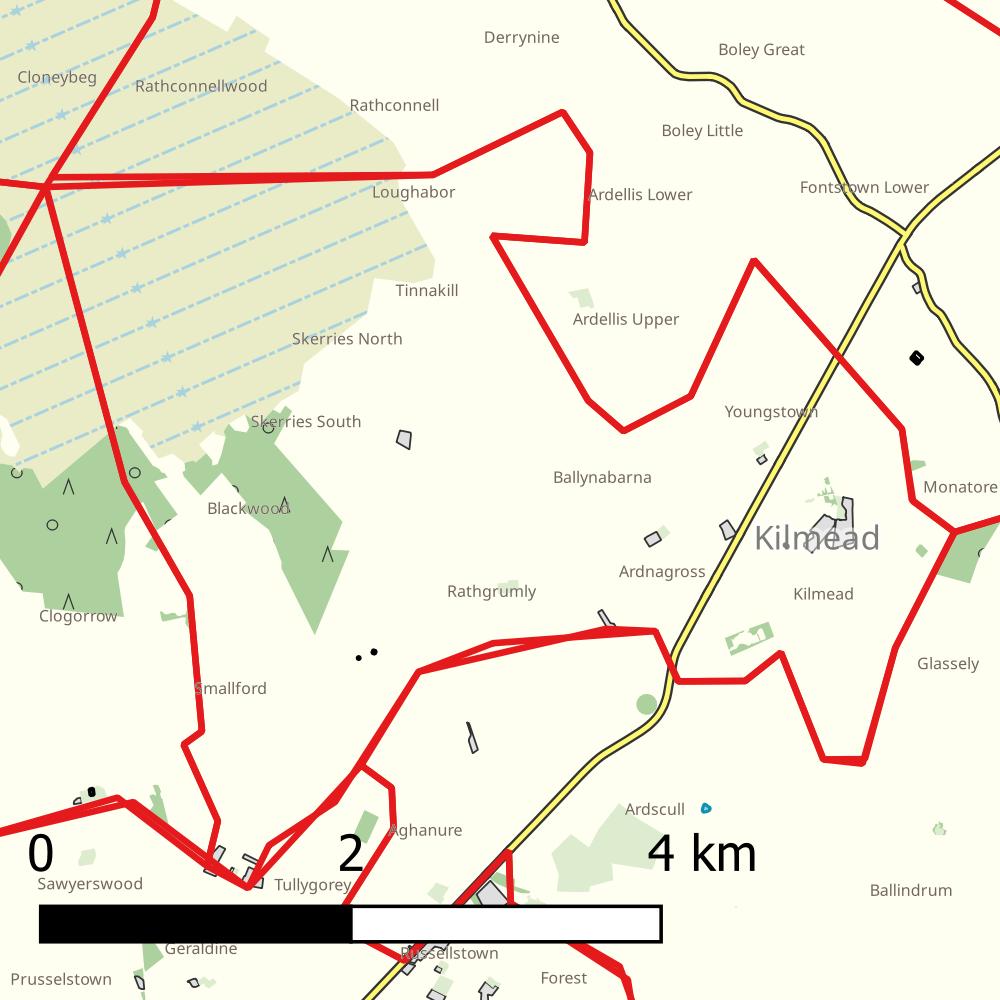 Derrynine
Boley Great
Cloneybeg
Rathconnellwood
Rathconnell
Boley Little
Loughabor
Ardellis Lower
Fontstown Lower
Tinnakill
Ardellis Upper
Skerries North
Youngstown
Skerries South
Ballynabarna
Monatore
Blackwood
Kilmead
Ardnagross
Rathgrumly
Kilmead
Clogorrow
Glassely
Smallford
Ardscull
Aghanure
0 2 4 km
Sawyerswood
Tullygorey
Ballindrum
Geraldine
Russellstown
Prusselstown
Forest